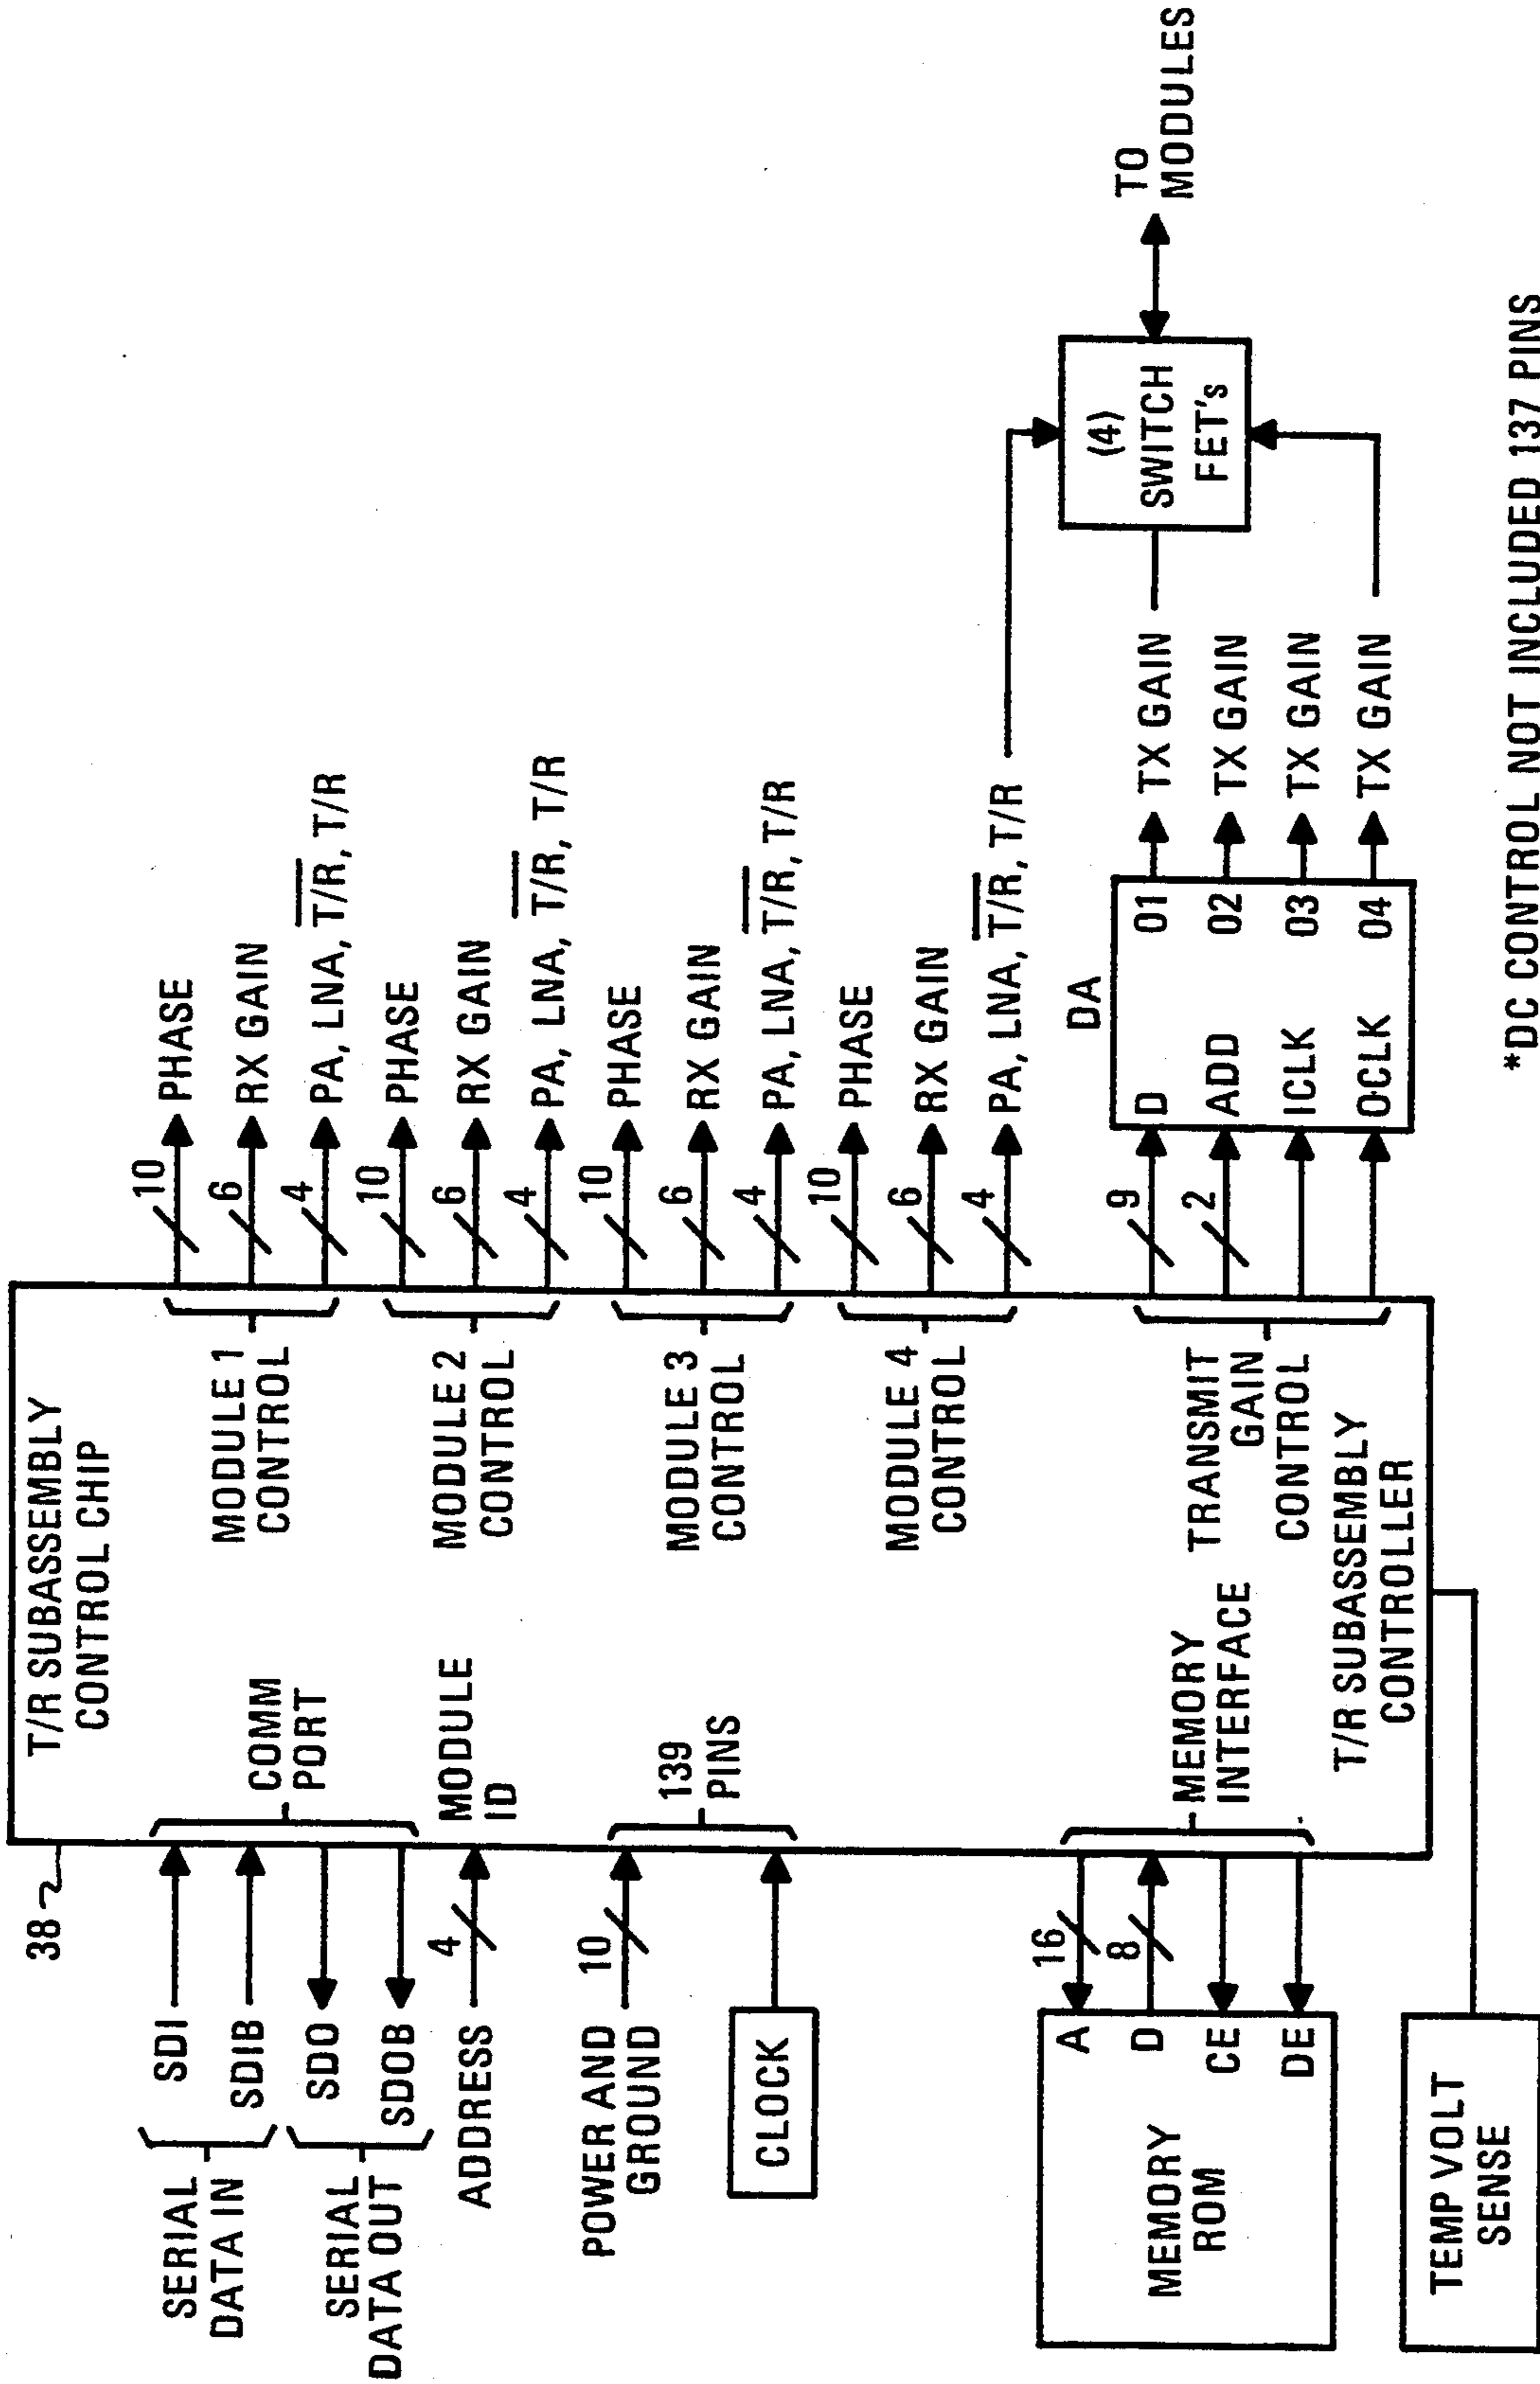 T/R SUBASSEMBLY
CONTROL CHIP
38
SERIAL
DATA IN
SDI
SDIB
SERIAL
DATA OUT
SDO
SDOB
COMM
PORT
ADDRESS
4
MODULE
ID
POWER AND
GROUND
10
139
PINS
CLOCK
MEMORY
ROM
A
D
CE
DE
16
8
MEMORY
INTERFACE
TEMP VOLT
SENSE
T/R SUBASSEMBLY
CONTROLLER
MODULE 1
CONTROL
10
PHASE
6
RX GAIN
4
PA, LNA, T/R, T/R
MODULE 2
CONTROL
10
PHASE
6
RX GAIN
4
PA, LNA, T/R, T/R
MODULE 3
CONTROL
10
PHASE
6
RX GAIN
4
PA, LNA, T/R, T/R
MODULE 4
CONTROL
10
PHASE
6
RX GAIN
4
PA, LNA, T/R, T/R
TRANSMIT
GAIN
CONTROL
9
2
DA
D 01
ADD 02
ICLK 03
OCLK 04
TX GAIN
TX GAIN
TX GAIN
TX GAIN
(4)
SWITCH
FET's
TO
MODULES
*DC CONTROL NOT INCLUDED 137 PINS